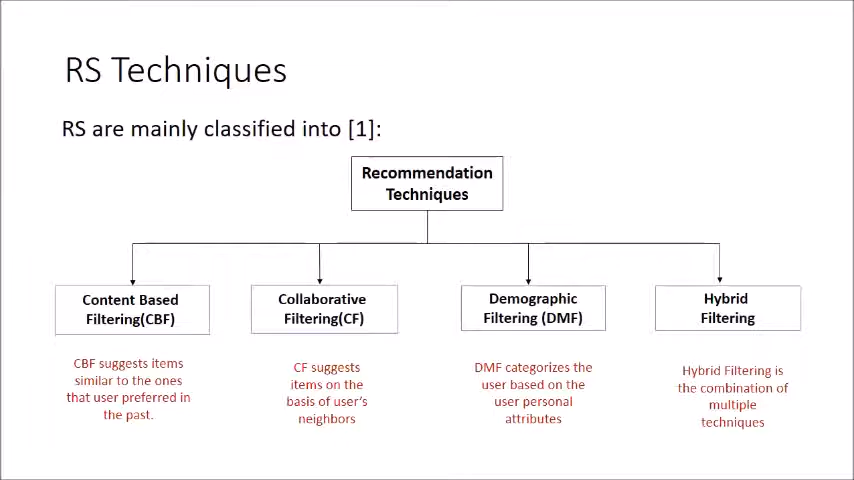 RS Techniques
RS are mainly classified into [1]:
Recommendation
Techniques
Content Based
Filtering(CBF)
Collaborative
Filtering(CF)
Demographic
Filtering (DMF)
Hybrid
Filtering
CBF suggests items
similar to the ones
that user preferred in
the past.
CF suggests
items on the
basis of user's
neighbors
DMF categorizes the
user based on the
user personal
attributes
Hybrid Filtering is
the combination of
multiple
techniques